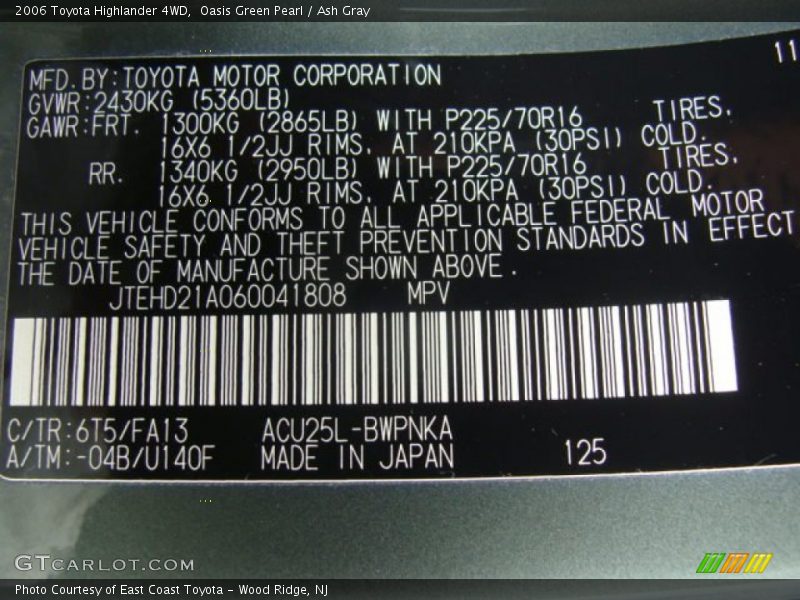 2006 Toyota Highlander 4WD,  Oasis Green Pearl / Ash Gray
11
MFD.BY:TOYOTA MOTOR CORPORATION
GVWR:2430KG (5360LB)
GAWR:FRT. 1300KG (2865LB) WITH P225/70R16 TIRES,
16X6 1/2JJ RIMS, AT 210KPA (30PSI) COLD.
RR. 1340KG (2950LB) WITH P225/70R16 TIRES,
16X6 1/2JJ RIMS, AT 210KPA (30PSI) COLD.
THIS VEHICLE CONFORMS TO ALL APPLICABLE FEDERAL MOTOR
VEHICLE SAFETY AND THEFT PREVENTION STANDARDS IN EFFECT
THE DATE OF MANUFACTURE SHOWN ABOVE.
JTEHD21A060041808 MPV
C/TR:6T5/FA13 ACU25L-BWPNKA
A/TM:-04B/U140F MADE IN JAPAN 125
GTCARLOT.COM
Photo Courtesy of East Coast Toyota - Wood Ridge, NJ